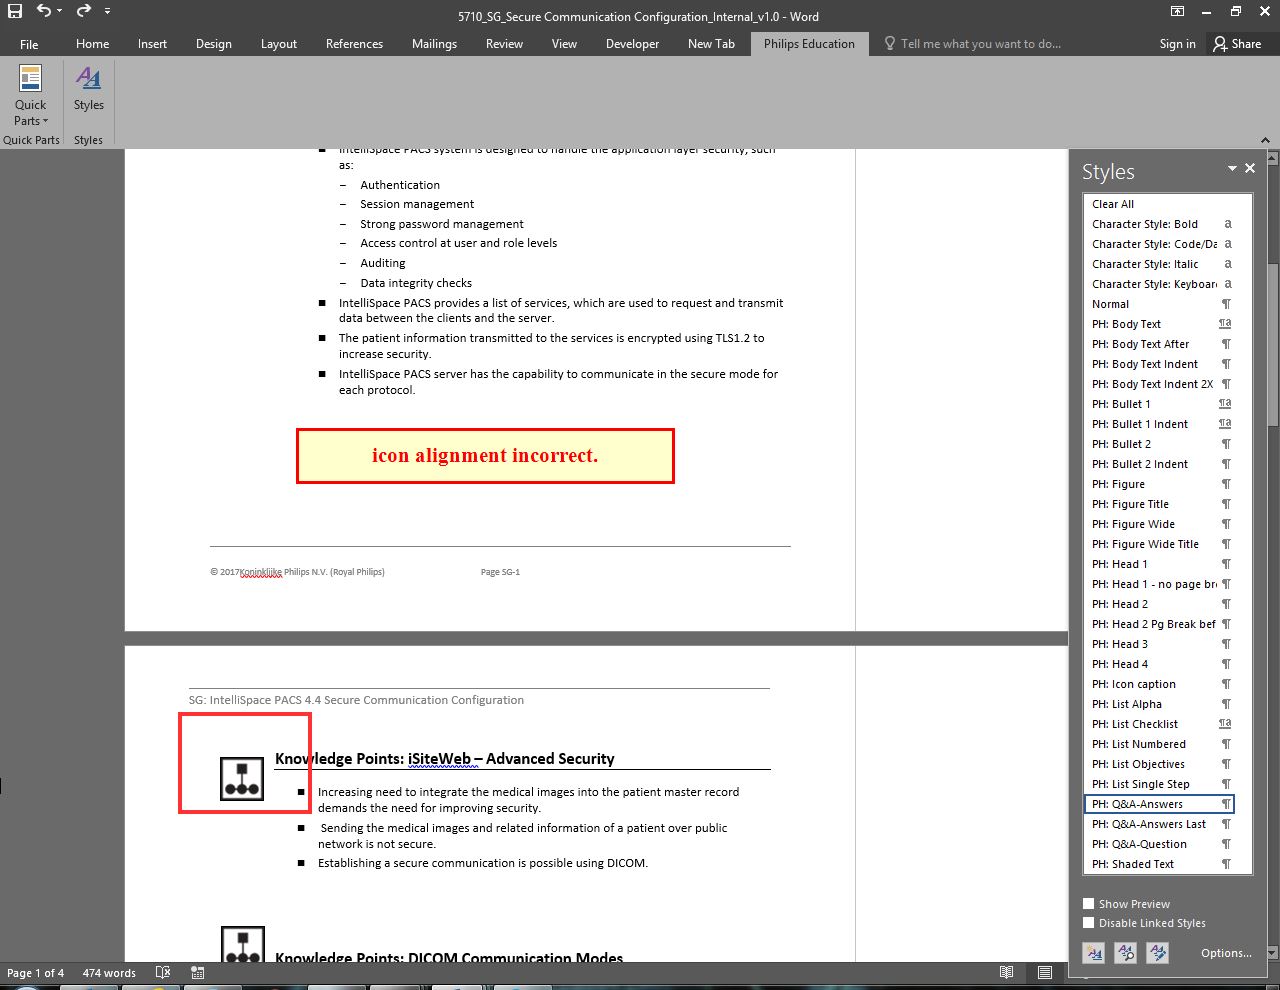 5710_SG_Secure Communication Configuration_Internal_v1.0 - Word
File Home Insert Design Layout References Mailings Review View Developer New Tab Philips Education Tell me what you want to do... Sign in Share
Quick Parts
Styles
Quick Parts Styles
IntelliSpace PACS system is designed to handle the application layer security, such
as:
– Authentication
– Session management
– Strong password management
– Access control at user and role levels
– Auditing
– Data integrity checks
■ IntelliSpace PACS provides a list of services, which are used to request and transmit
data between the clients and the server.
■ The patient information transmitted to the services is encrypted using TLS1.2 to
increase security.
■ IntelliSpace PACS server has the capability to communicate in the secure mode for
each protocol.
icon alignment incorrect.
© 2017Koninklijke Philips N.V. (Royal Philips) Page SG-1
SG: IntelliSpace PACS 4.4 Secure Communication Configuration
Knowledge Points: iSiteWeb – Advanced Security
■ Increasing need to integrate the medical images into the patient master record
demands the need for improving security.
■ Sending the medical images and related information of a patient over public
network is not secure.
■ Establishing a secure communication is possible using DICOM.
Knowledge Points: DICOM Communication Modes
Styles
Clear All
Character Style: Bold a
Character Style: Code/Da a
Character Style: Italic a
Character Style: Keyboar a
Normal ¶
PH: Body Text ¶a
PH: Body Text After ¶
PH: Body Text Indent ¶
PH: Body Text Indent 2X ¶
PH: Bullet 1 ¶a
PH: Bullet 1 Indent ¶a
PH: Bullet 2 ¶
PH: Bullet 2 Indent ¶
PH: Figure ¶
PH: Figure Title ¶
PH: Figure Wide ¶
PH: Figure Wide Title ¶
PH: Head 1 ¶
PH: Head 1 - no page br ¶
PH: Head 2 ¶
PH: Head 2 Pg Break bef ¶
PH: Head 3 ¶
PH: Head 4 ¶
PH: Icon caption ¶
PH: List Alpha ¶
PH: List Checklist ¶a
PH: List Numbered ¶
PH: List Objectives ¶
PH: List Single Step ¶
PH: Q&A-Answers ¶
PH: Q&A-Answers Last ¶
PH: Q&A-Question ¶
PH: Shaded Text ¶
Show Preview
Disable Linked Styles
Options...
Page 1 of 4 474 words